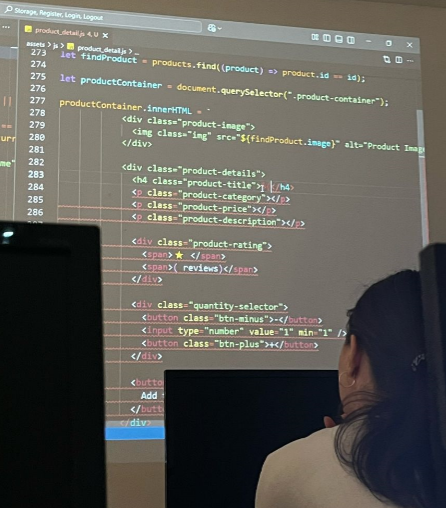 Storage, Register, Login, Logout
product_detail.js 4, U
assets > js > product_detail.js > ...
273 let findProduct = products.find((product) => product.id == id);
274
275 let productContainer = document.querySelector(".product-container");
276
277 productContainer.innerHTML = `
278 <div class="product-image">
279 <img class="img" src="${findProduct.image}" alt="Product Imag
280 </div>
281
282 <div class="product-details">
283 <h4 class="product-title"> </h4>
284 <p class="product-category"></p>
285 <p class="product-price"></p>
286 <p class="product-description"></p>
<div class="product-rating">
<span>⭐ </span>
<span>( reviews)</span>
</div>
<div class="quantity-selector">
<button class="btn-minus">-</button>
<input type="number" value="1" min="1" />
<button class="btn-plus">+</button>
</div>
<butto
Add
</butt
</div>